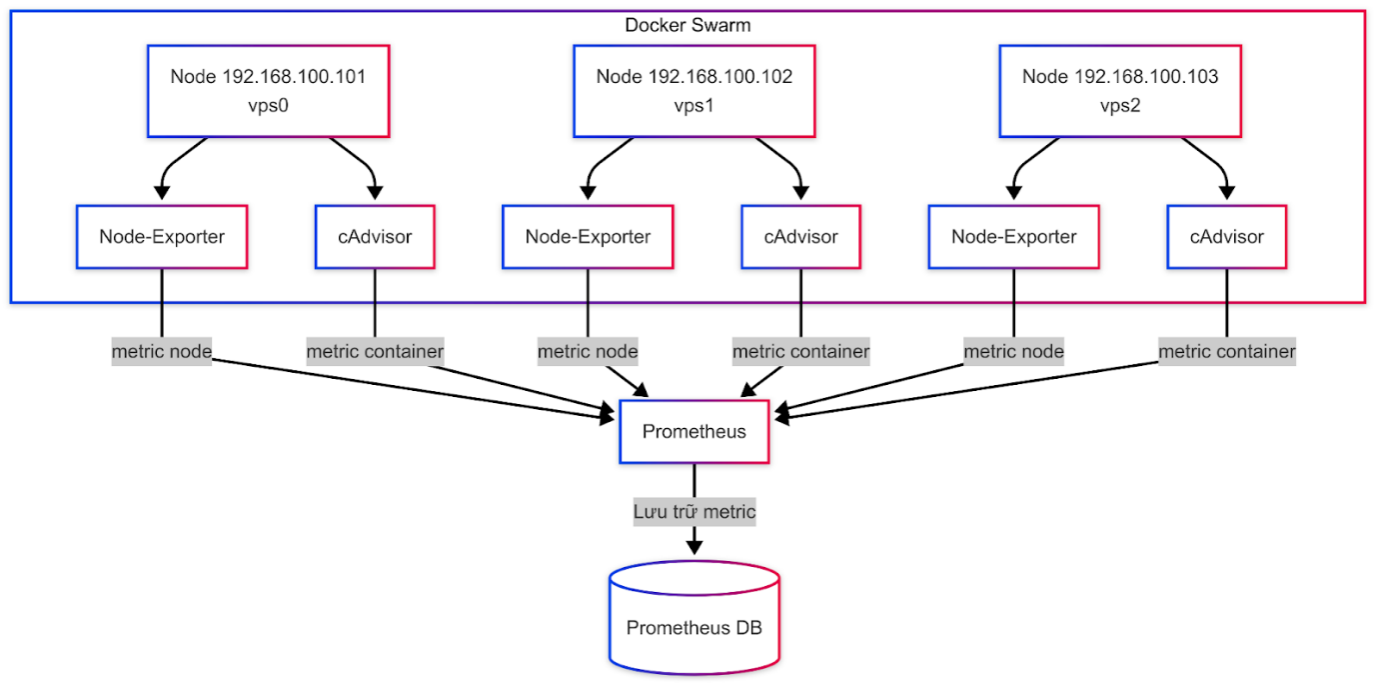 Docker Swarm
Node 192.168.100.101
vps0
Node 192.168.100.102
vps1
Node 192.168.100.103
vps2
Node-Exporter
cAdvisor
Node-Exporter
cAdvisor
Node-Exporter
cAdvisor
metric node
metric container
metric node
metric container
metric node
metric container
Prometheus
Lưu trữ metric
Prometheus DB